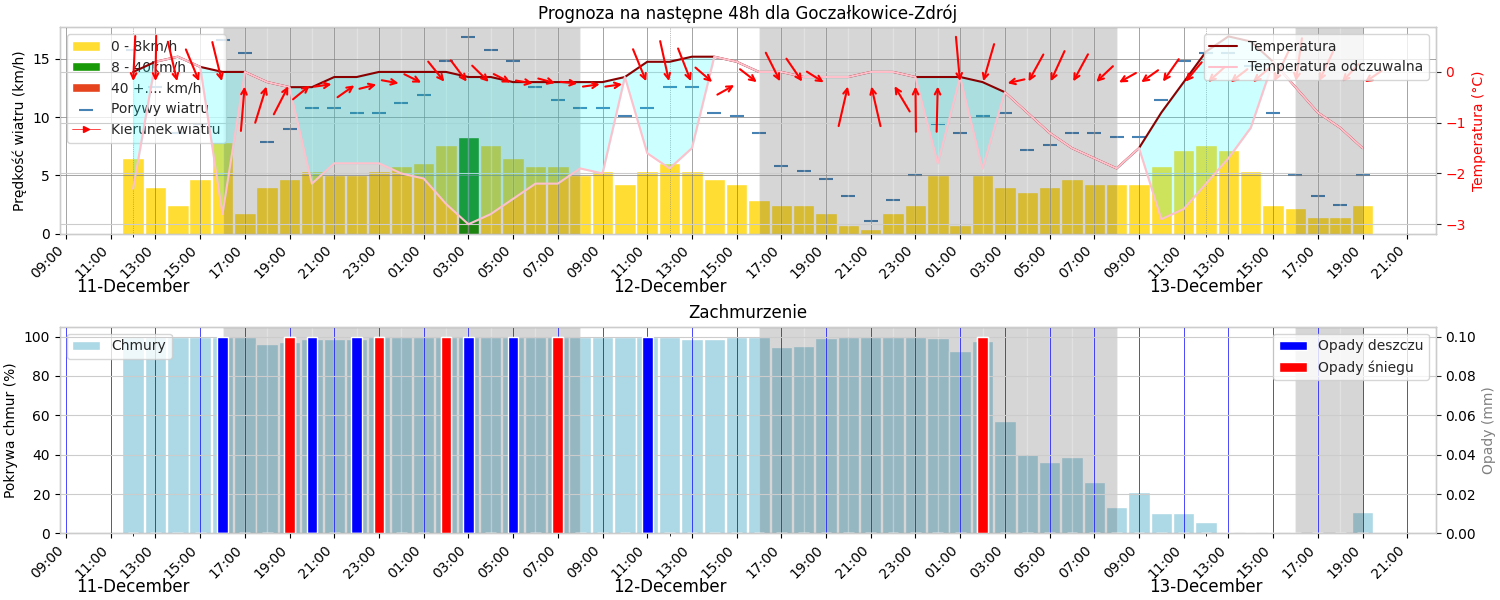 Prognoza na następne 48h dla Goczałkowice-Zdrój
0 - 8km/h
8 - 40 km/h
40 +.... km/h
Porywy wiatru
Kierunek wiatru
Temperatura
Temperatura odczuwalna
Prędkość wiatru (km/h)
15
10
5
0
Temperatura (°C)
0
−1
−2
−3
09:00 11:00 13:00 15:00 17:00 19:00 21:00 23:00 01:00 03:00 05:00 07:00 09:00 11:00 13:00 15:00 17:00 19:00 21:00 23:00 01:00 03:00 05:00 07:00 09:00 11:00 13:00 15:00 17:00 19:00 21:00
11-December 12-December 13-December
Zachmurzenie
Chmury
Opady deszczu
Opady śniegu
Pokrywa chmur (%)
100
80
60
40
20
0
Opady (mm)
0.10
0.08
0.06
0.04
0.02
0.00
09:00 11:00 13:00 15:00 17:00 19:00 21:00 23:00 01:00 03:00 05:00 07:00 09:00 11:00 13:00 15:00 17:00 19:00 21:00 23:00 01:00 03:00 05:00 07:00 09:00 11:00 13:00 15:00 17:00 19:00 21:00
11-December 12-December 13-December